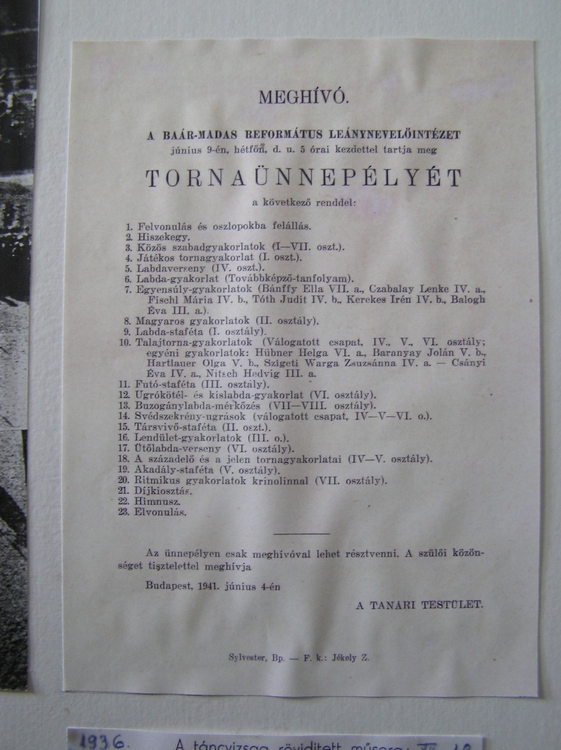 MEGHÍVÓ.
A BAÁR-MADAS REFORMÁTUS LEÁNYNEVELŐINTÉZET
június 9-én, hétfőn, d. u. 5 órai kezdettel tartja meg
TORNAÜNNEPÉLYÉT
a következő renddel:
1. Felvonulás és oszlopokba felállás.
2. Hiszekegy.
3. Közös szabadgyakorlatok (I—VII. oszt.).
4. Játékos tornagyakorlat (I. oszt.).
5. Labdaverseny (IV. oszt.).
6. Labda-gyakorlat (Továbbképző-tanfolyam).
7. Egyensúly-gyakorlatok (Bánffy Ella VII. a., Czabalay Lenke IV. a.,
Fischl Mária IV. b., Tóth Judit IV. b., Kerekes Irén IV. b., Balogh
Éva III. a.).
8. Magyaros gyakorlatok (II. osztály).
9. Labda-staféta (I. osztály).
10. Talajtorna-gyakorlatok (Válogatott csapat, IV., V., VI. osztály;
egyéni gyakorlatok: Hübner Helga VI. a., Baranyay Jolán V. b.,
Hartlauer Olga V. b., Szigeti Warga Zsuzsánna IV. a. — Csányi
Éva IV. a., Nitsch Hedvig III. a.
11. Futó-staféta (III. osztály).
12. Ugrókötél- és kislabda-gyakorlat (VI. osztály).
13. Buzogánylabda-mérkőzés (VII—VIII. osztály).
14. Svédszekrény-ugrások (válogatott csapat, IV—V—VI. o.).
15. Társvivő-staféta (II. oszt.).
16. Lendület-gyakorlatok (III. o.).
17. Ütőlabda-verseny (VI. osztály).
18. A századelő és a jelen tornagyakorlatai (IV—V. osztály).
19. Akadály-staféta (V. osztály).
20. Ritmikus gyakorlatok krinolinnal (VII. osztály).
21. Díjkiosztás.
22. Himnusz.
23. Elvonulás.
Az ünnepélyen csak meghívóval lehet résztvenni. A szülői közön-
séget tisztelettel meghívja
Budapest, 1941. június 4-én
A TANÁRI TESTÜLET.
Sylvester, Bp. — F. k.: Jékely Z.
1936. A táncvizsga rövidített műsora: